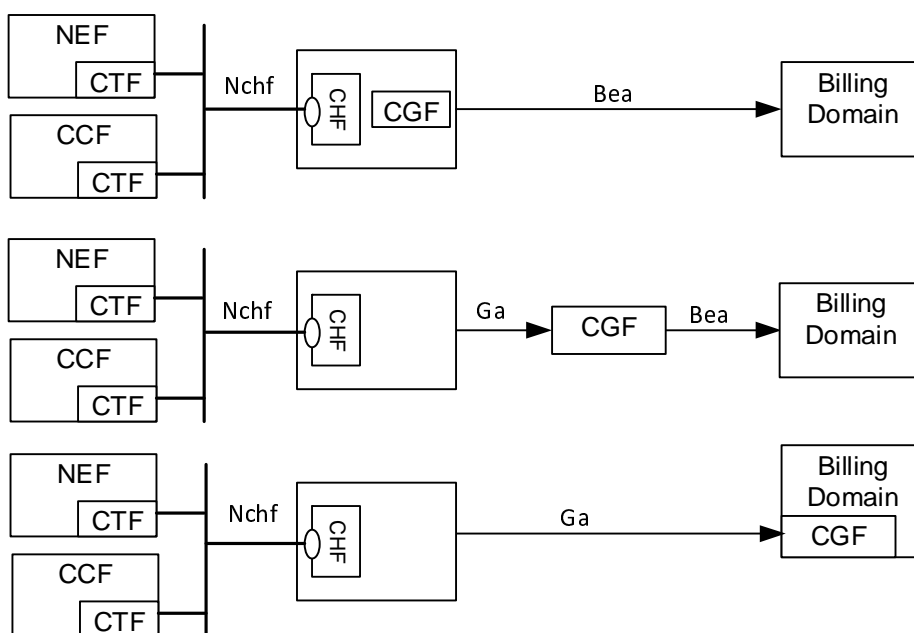 NEF
CTF
CCF
CTF
Nchf
CHF
CGF
Bea
Billing
Domain
NEF
CTF
CCF
CTF
Nchf
CHF
Ga
CGF
Bea
Billing
Domain
NEF
CTF
CCF
CTF
Nchf
CHF
Ga
Billing
Domain
CGF